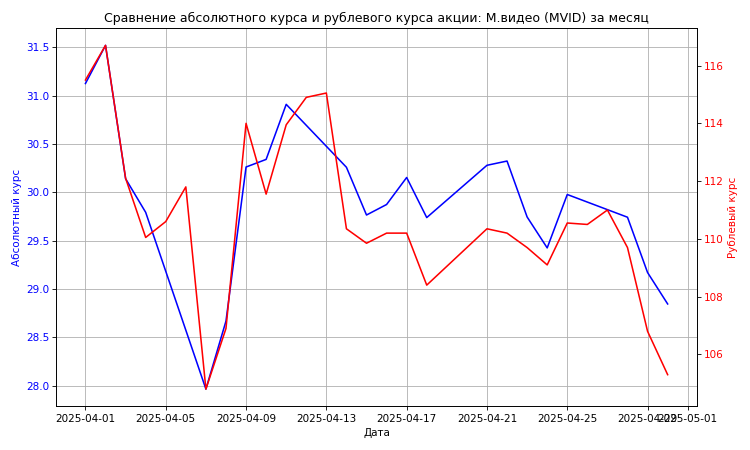 Сравнение абсолютного курса и рублевого курса акции: М.видео (MVID) за месяц
Абсолютный курс
31.5
31.0
30.5
30.0
29.5
29.0
28.5
28.0
116
114
112
110
108
106
Рублевый курс
2025-04-01 2025-04-05 2025-04-09 2025-04-13 2025-04-17 2025-04-21 2025-04-25 2025-04-29 2025-05-01
Дата